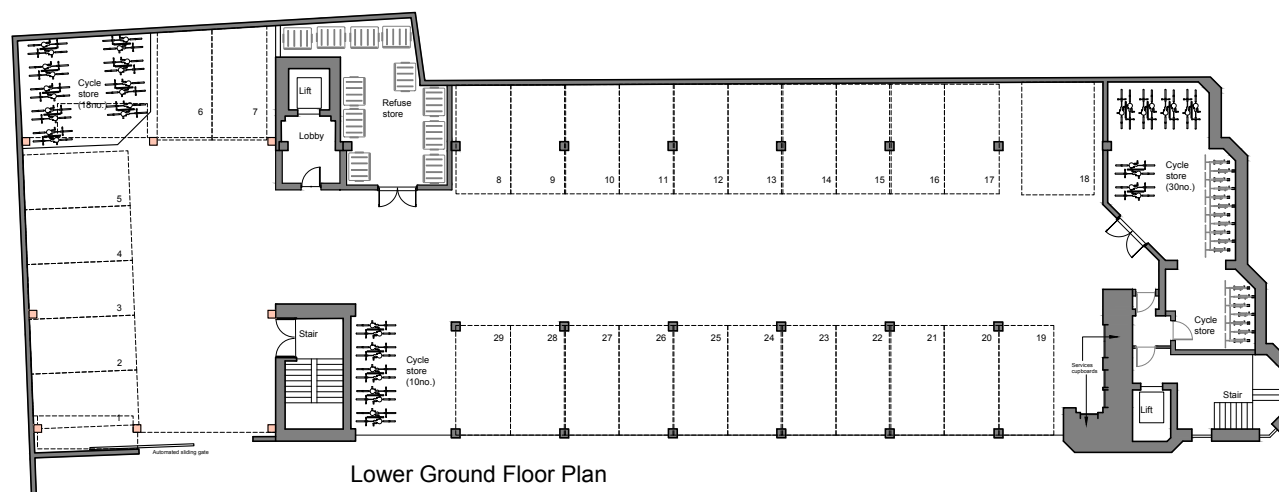 Cycle
store
(18no.)
6
7
Lift
Lobby
Refuse
store
8
9
10
11
12
13
14
15
16
17
18
Cycle
store
(30no.)
5
4
3
2
1
Automated sliding gate
Stair
Cycle
store
(10no.)
29
28
27
26
25
24
23
22
21
20
19
Services
cupboards
Cycle
store
Lift
Stair
Lower Ground Floor Plan